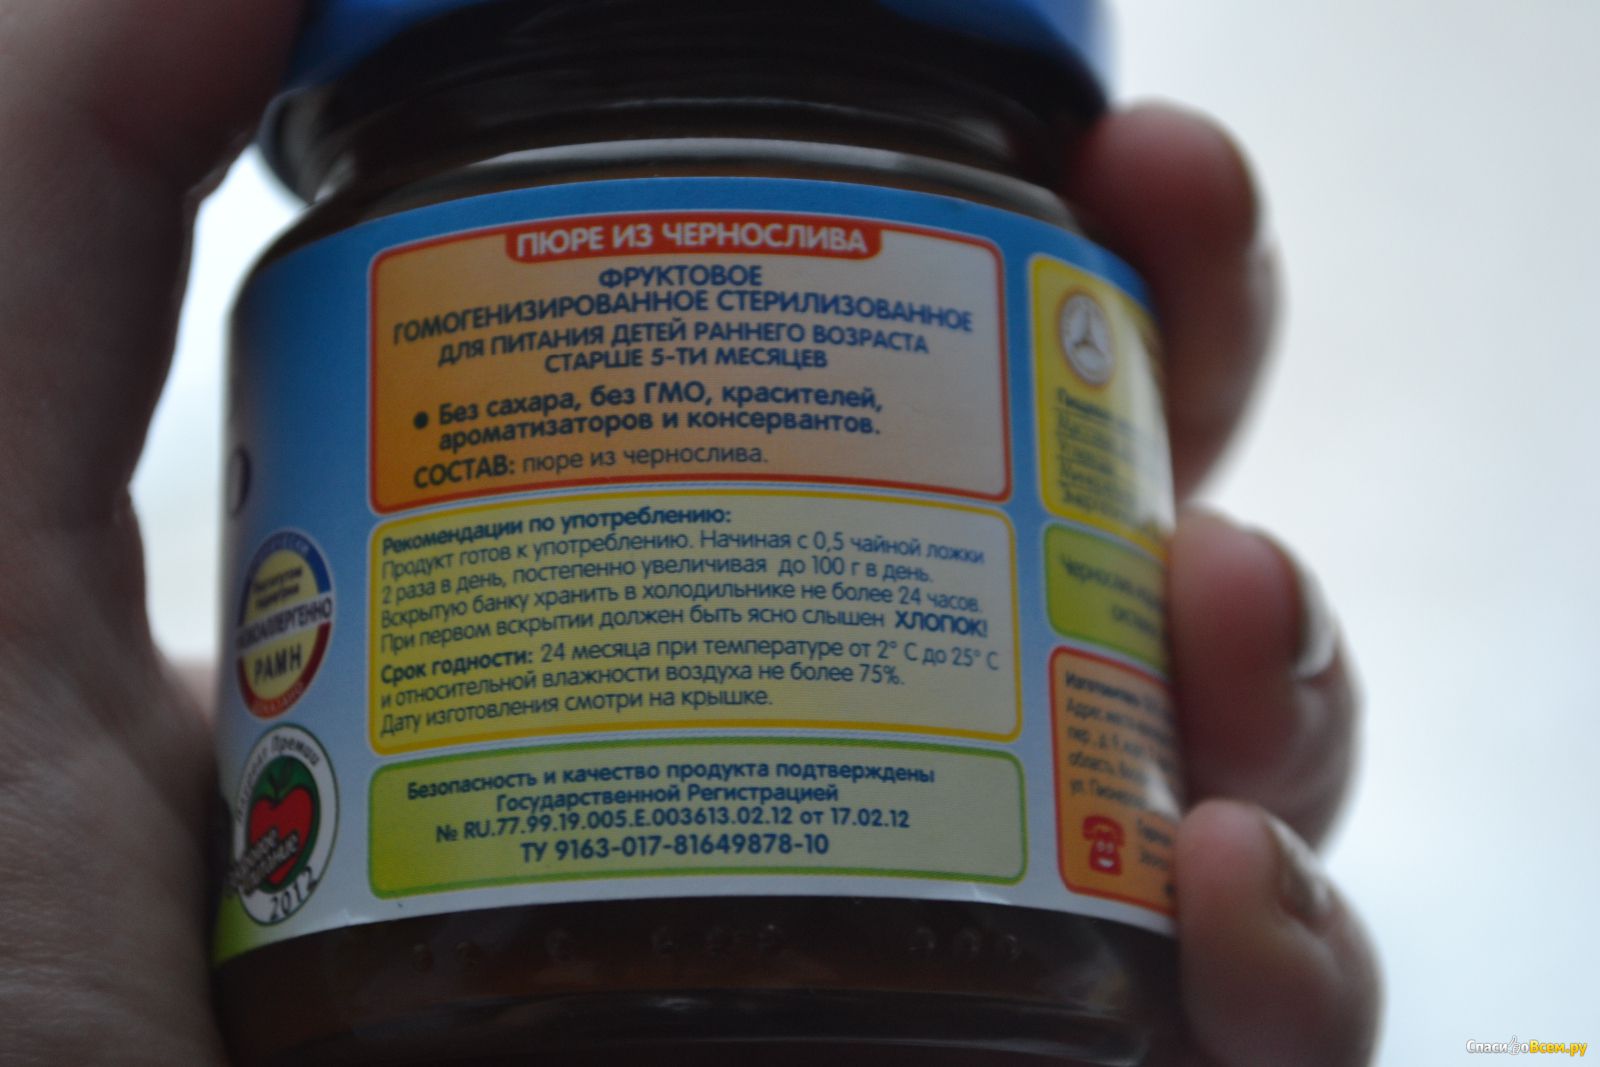 ПЮРЕ ИЗ ЧЕРНОСЛИВА
ФРУКТОВОЕ
ГОМОГЕНИЗИРОВАННОЕ СТЕРИЛИЗОВАННОЕ
ДЛЯ ПИТАНИЯ ДЕТЕЙ РАННЕГО ВОЗРАСТА
СТАРШЕ 5-ТИ МЕСЯЦЕВ
• Без сахара, без ГМО, красителей,
ароматизаторов и консервантов.
СОСТАВ: пюре из чернослива.
Рекомендации по употреблению:
Продукт готов к употреблению. Начиная с 0,5 чайной ложки
2 раза в день, постепенно увеличивая до 100 г в день.
Вскрытую банку хранить в холодильнике не более 24 часов.
При первом вскрытии должен быть ясно слышен ХЛОПОК!
Срок годности: 24 месяца при температуре от 2° С до 25° С
и относительной влажности воздуха не более 75%.
Дату изготовления смотри на крышке.
Безопасность и качество продукта подтверждены
Государственной Регистрацией
№ RU.77.99.19.005.Е.003613.02.12 от 17.02.12
ТУ 9163-017-81649878-10
РАМН
Премии
2012
Изготовитель:
СпасибоВсем.ру